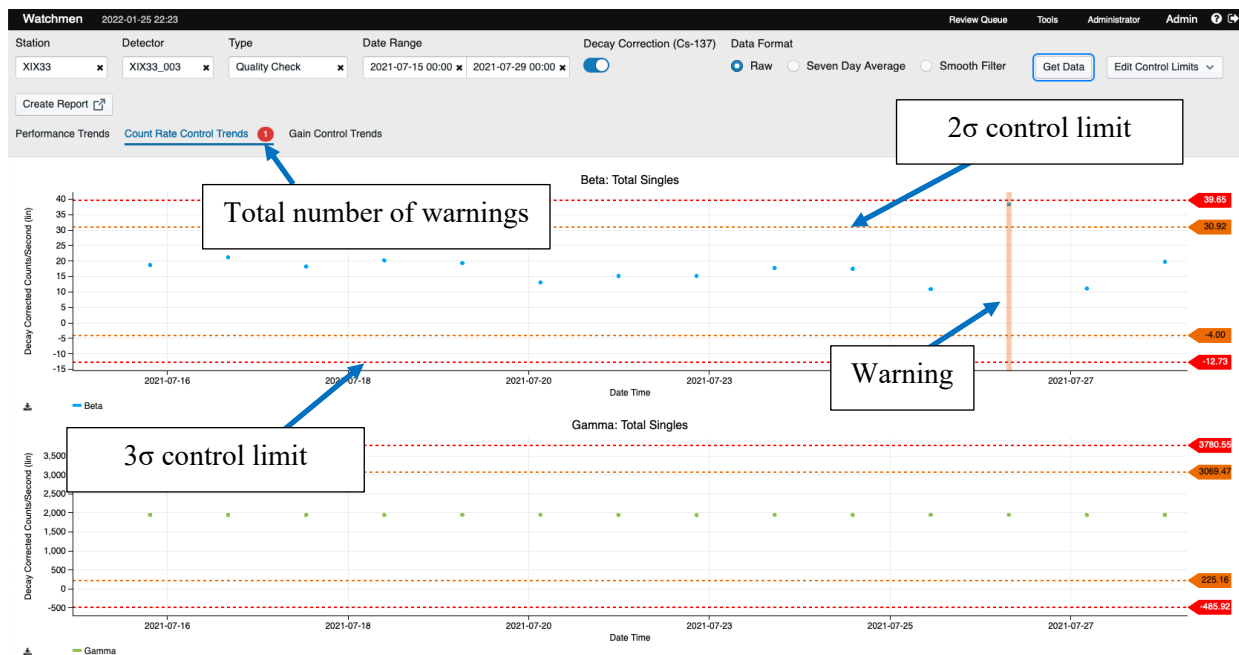 Watchmen 2022-01-25 22:23 Review Queue Tools Administrator Admin ?
Station Detector Type Date Range Decay Correction (Cs-137) Data Format
XIX33 × XIX33_003 × Quality Check × 2021-07-15 00:00 × 2021-07-29 00:00 × Raw Seven Day Average Smooth Filter Get Data Edit Control Limits
Create Report
Performance Trends Count Rate Control Trends 1 Gain Control Trends
2σ control limit
Total number of warnings
Beta: Total Singles
Decay Corrected Counts/Second (lin)
40
35
30
25
20
15
10
5
0
-5
-10
-15
39.65
30.92
-4.00
-12.73
Warning
2021-07-16 2021-07-18 2021-07-20 2021-07-23 2021-07-27
Date Time
Beta
3σ control limit
Gamma: Total Singles
Decay Corrected Counts/Second (lin)
3,500
3,000
2,500
2,000
1,500
1,000
500
0
-500
3780.55
3069.47
225.16
-485.92
2021-07-16 2021-07-18 2021-07-20 2021-07-23 2021-07-25 2021-07-27
Date Time
Gamma